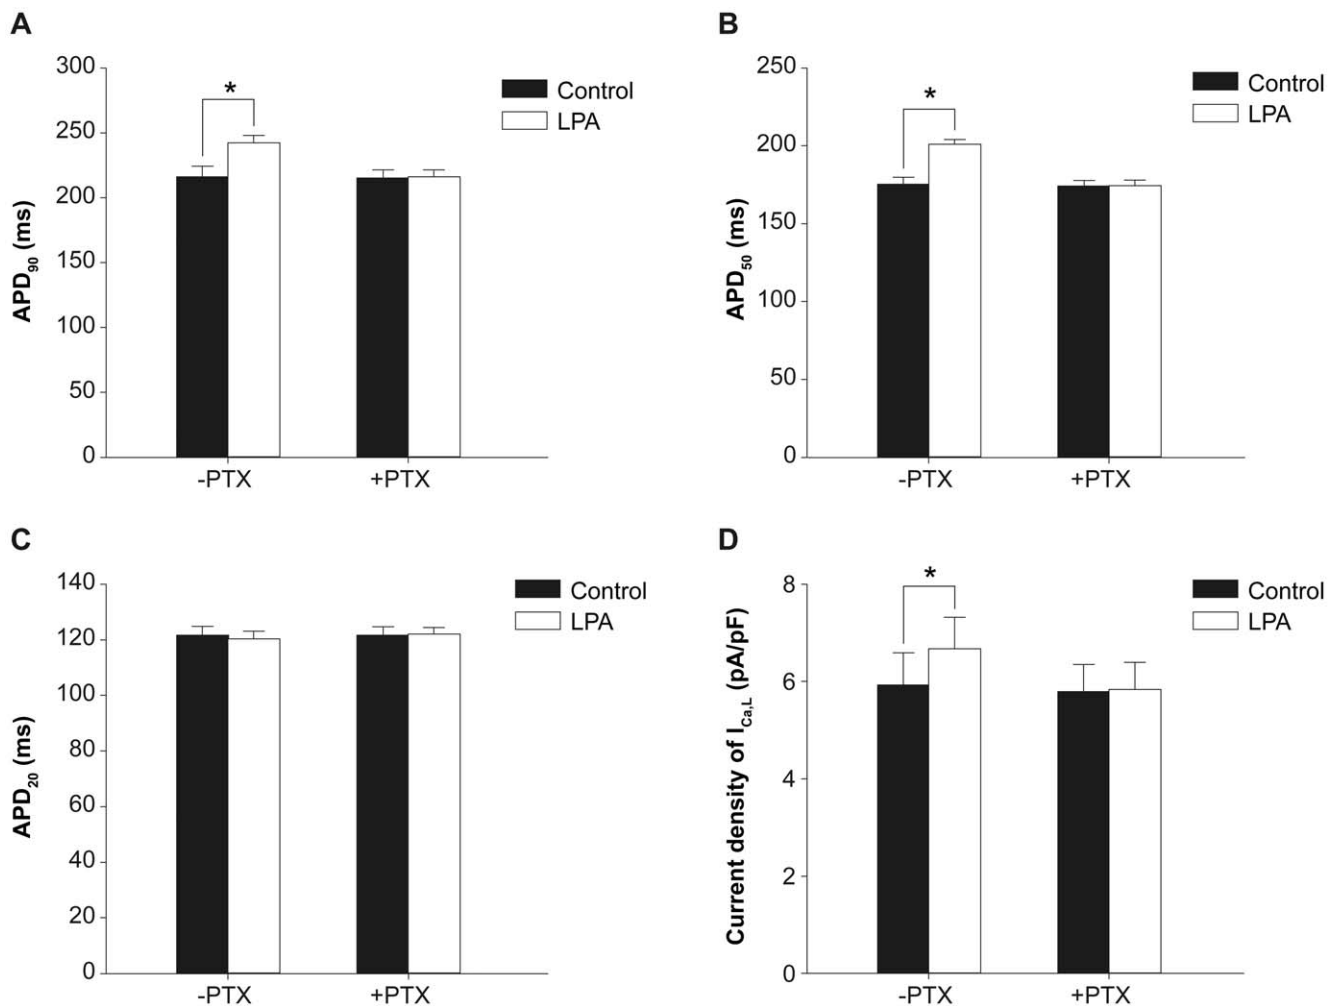 A
300
250
200
150
100
50
0
APD90 (ms)
*
Control
LPA
-PTX
+PTX
B
250
200
150
100
50
0
APD50 (ms)
*
Control
LPA
-PTX
+PTX
C
140
120
100
80
60
40
20
0
APD20 (ms)
Control
LPA
-PTX
+PTX
D
8
6
4
2
0
Current density of ICa,L (pA/pF)
*
Control
LPA
-PTX
+PTX